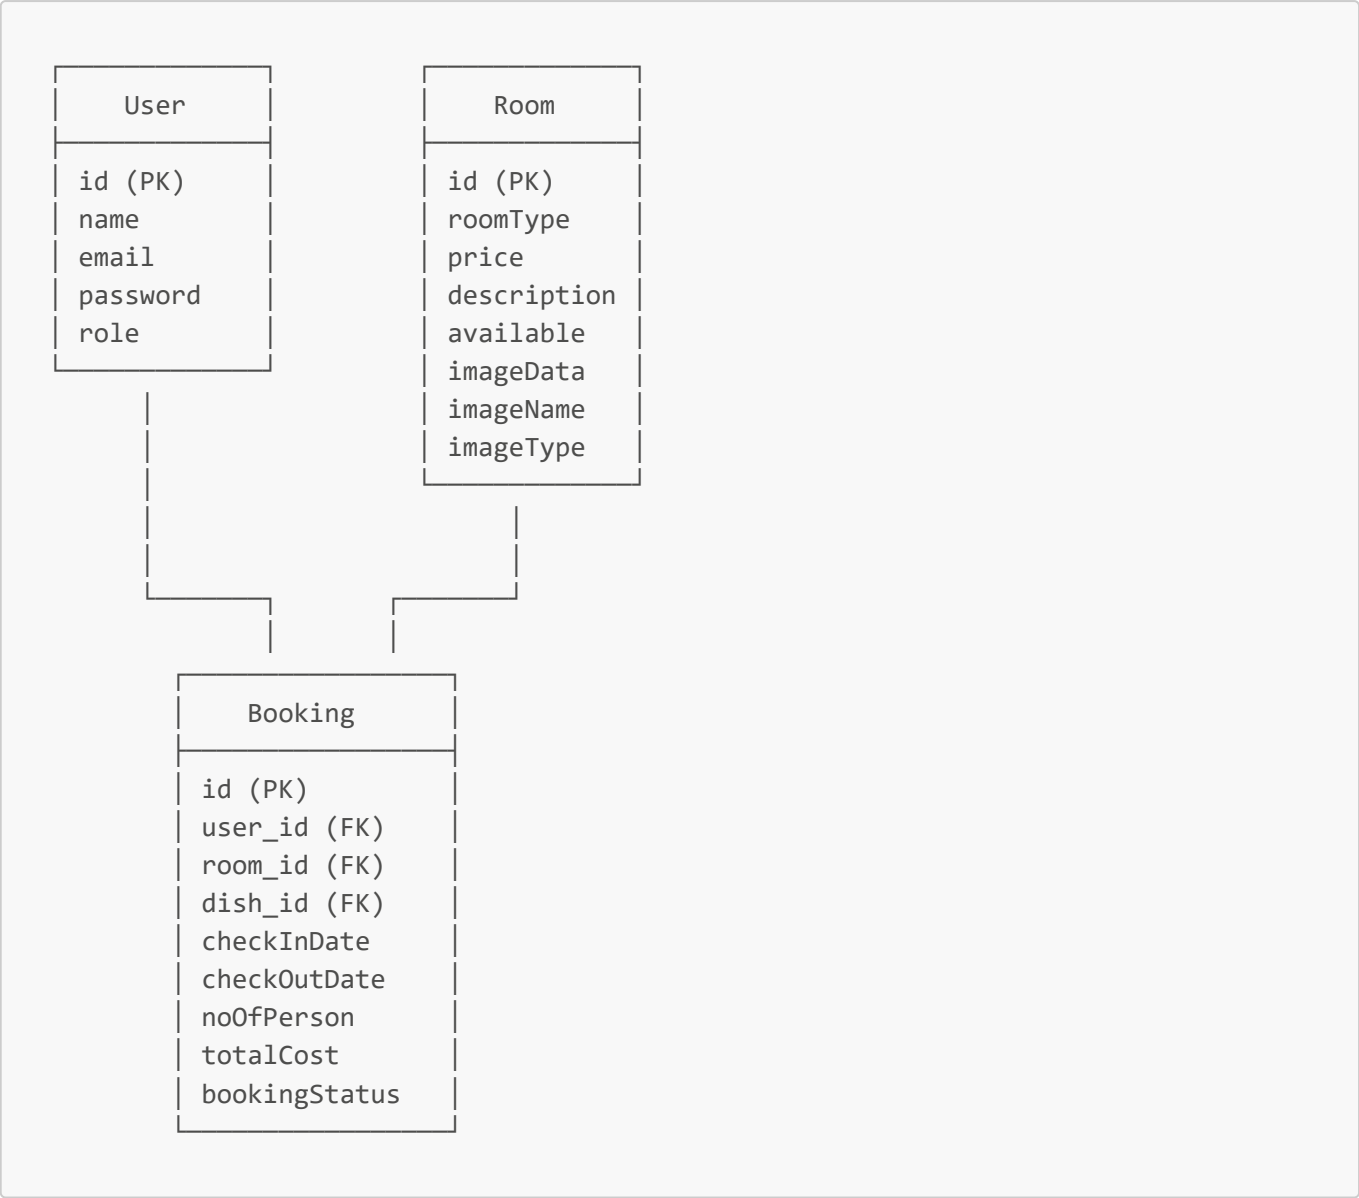 User
id (PK)
name
email
password
role
Room
id (PK)
roomType
price
description
available
imageData
imageName
imageType
Booking
id (PK)
user_id (FK)
room_id (FK)
dish_id (FK)
checkInDate
checkOutDate
noOfPerson
totalCost
bookingStatus